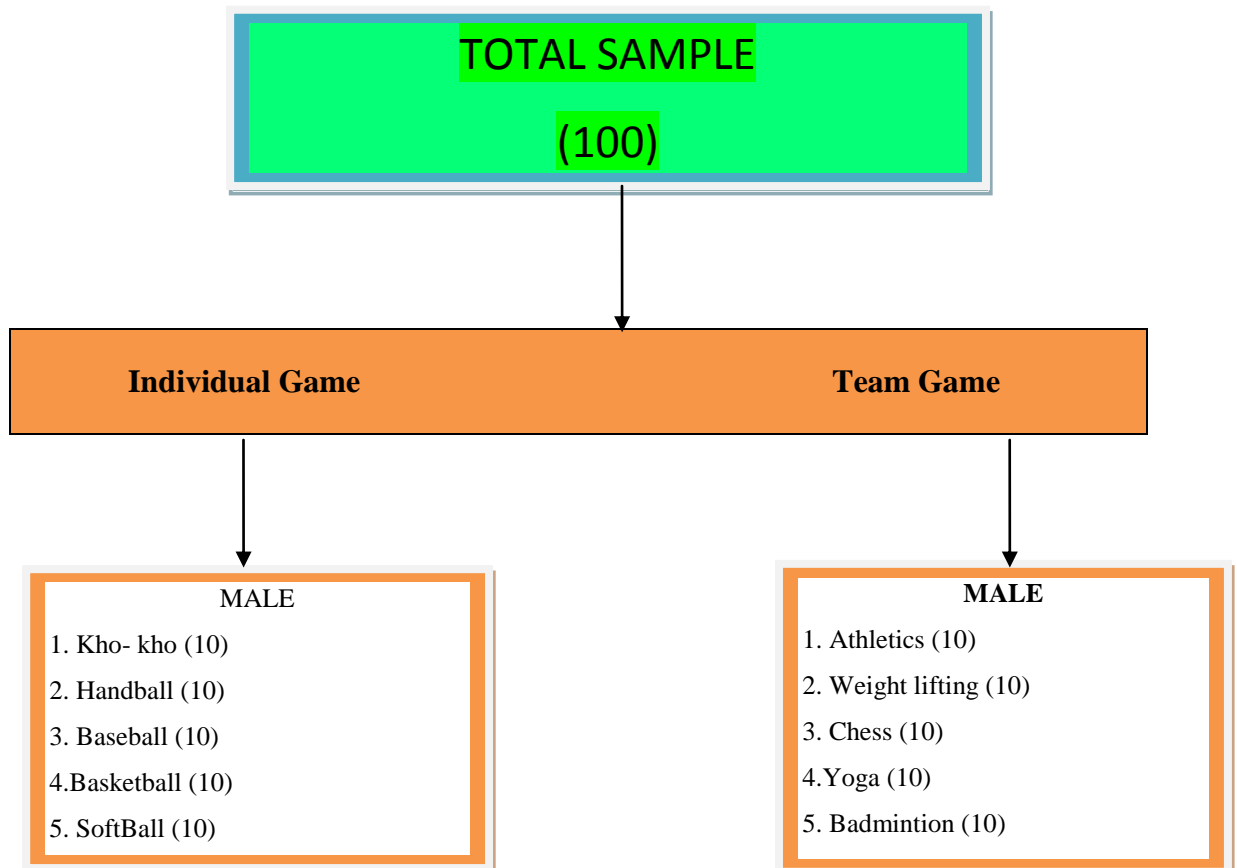 TOTAL SAMPLE
(100)
Individual Game
Team Game
MALE
1. Kho- kho (10)
2. Handball (10)
3. Baseball (10)
4.Basketball (10)
5. SoftBall (10)
MALE
1. Athletics (10)
2. Weight lifting (10)
3. Chess (10)
4.Yoga (10)
5. Badmintion (10)